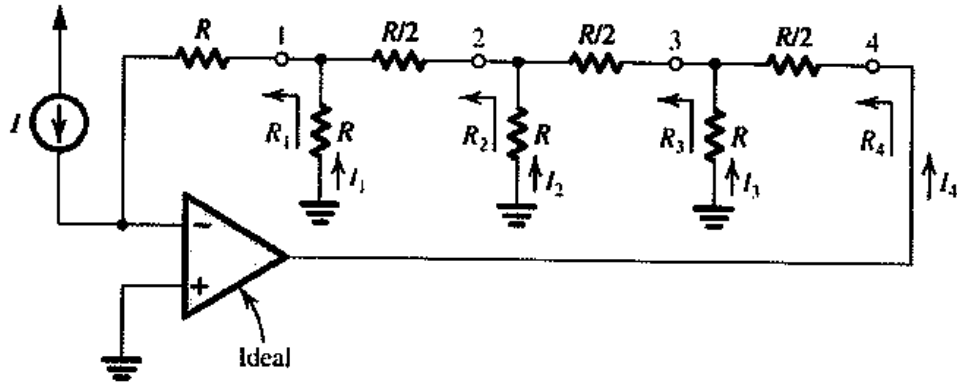 R 1 R/2 2 R/2 3 R/2 4
I R₁ R R₂ R R₃ R R₄
I₁ I₂ I₃ I₄
−
+
Ideal